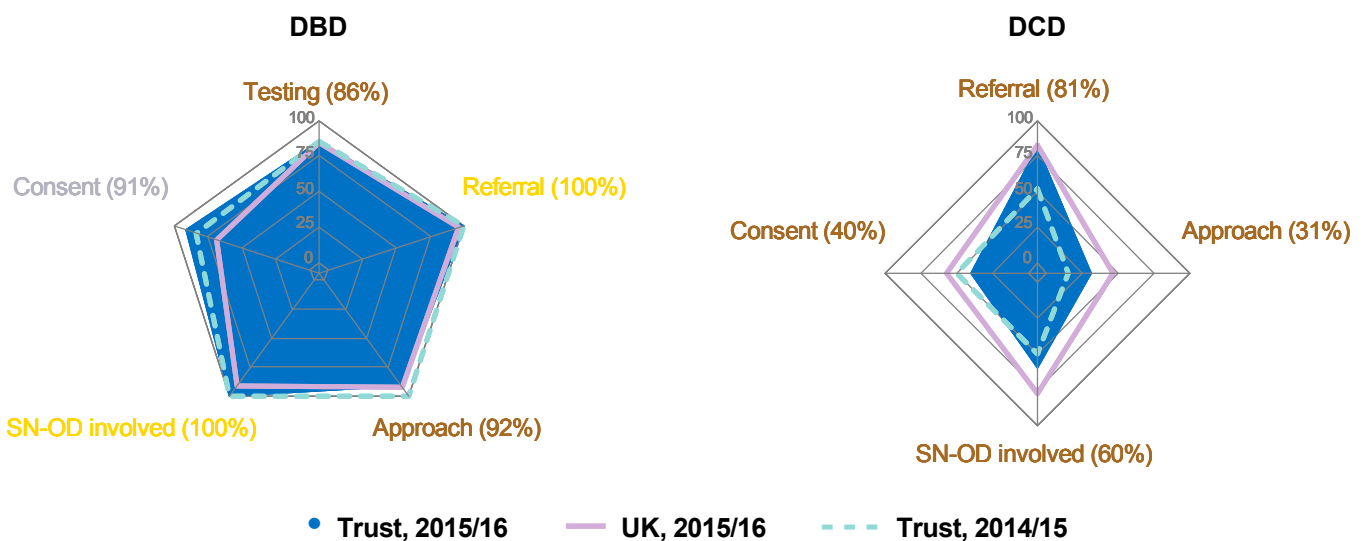 DBD
Testing (86%)
100
75
50
25
0
Consent (91%)
Referral (100%)
SN-OD involved (100%)
Approach (92%)
DCD
Referral (81%)
100
75
50
25
0
Consent (40%)
Approach (31%)
SN-OD involved (60%)
Trust, 2015/16
UK, 2015/16
Trust, 2014/15